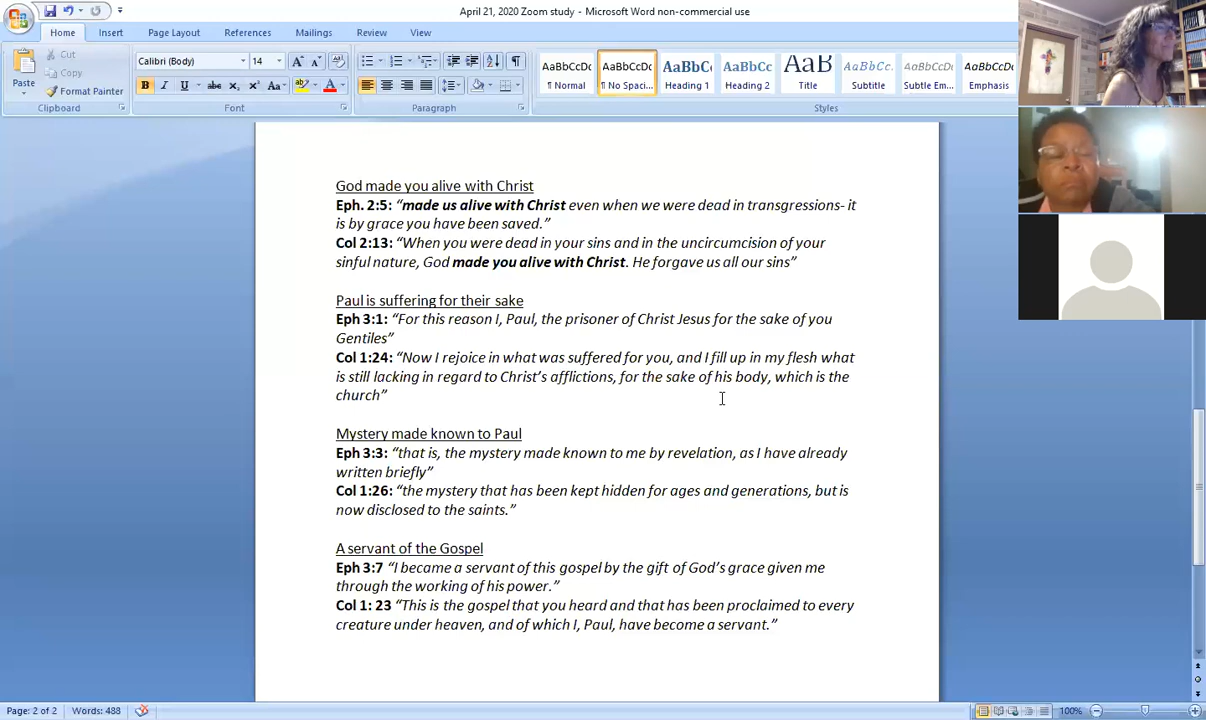 April 21, 2020 Zoom study - Microsoft Word non-commercial use
Home Insert Page Layout References Mailings Review View
Cut
Copy
Format Painter
Paste
Calibri (Body) 14
AaBbCcDc AaBbCcDc AaBbC AaBbCc AaB AaBbCc. AaBbCcDc AaBbCcDc
¶ Normal ¶ No Spaci... Heading 1 Heading 2 Title Subtitle Subtle Em... Emphasis
Clipboard Font Paragraph Styles
God made you alive with Christ
Eph. 2:5: “made us alive with Christ even when we were dead in transgressions- it
is by grace you have been saved.”
Col 2:13: “When you were dead in your sins and in the uncircumcision of your
sinful nature, God made you alive with Christ. He forgave us all our sins”
Paul is suffering for their sake
Eph 3:1: “For this reason I, Paul, the prisoner of Christ Jesus for the sake of you
Gentiles”
Col 1:24: “Now I rejoice in what was suffered for you, and I fill up in my flesh what
is still lacking in regard to Christ’s afflictions, for the sake of his body, which is the
church”
Mystery made known to Paul
Eph 3:3: “that is, the mystery made known to me by revelation, as I have already
written briefly”
Col 1:26: “the mystery that has been kept hidden for ages and generations, but is
now disclosed to the saints.”
A servant of the Gospel
Eph 3:7 “I became a servant of this gospel by the gift of God’s grace given me
through the working of his power.”
Col 1: 23 “This is the gospel that you heard and that has been proclaimed to every
creature under heaven, and of which I, Paul, have become a servant.”
Page: 2 of 2 Words: 488 100%